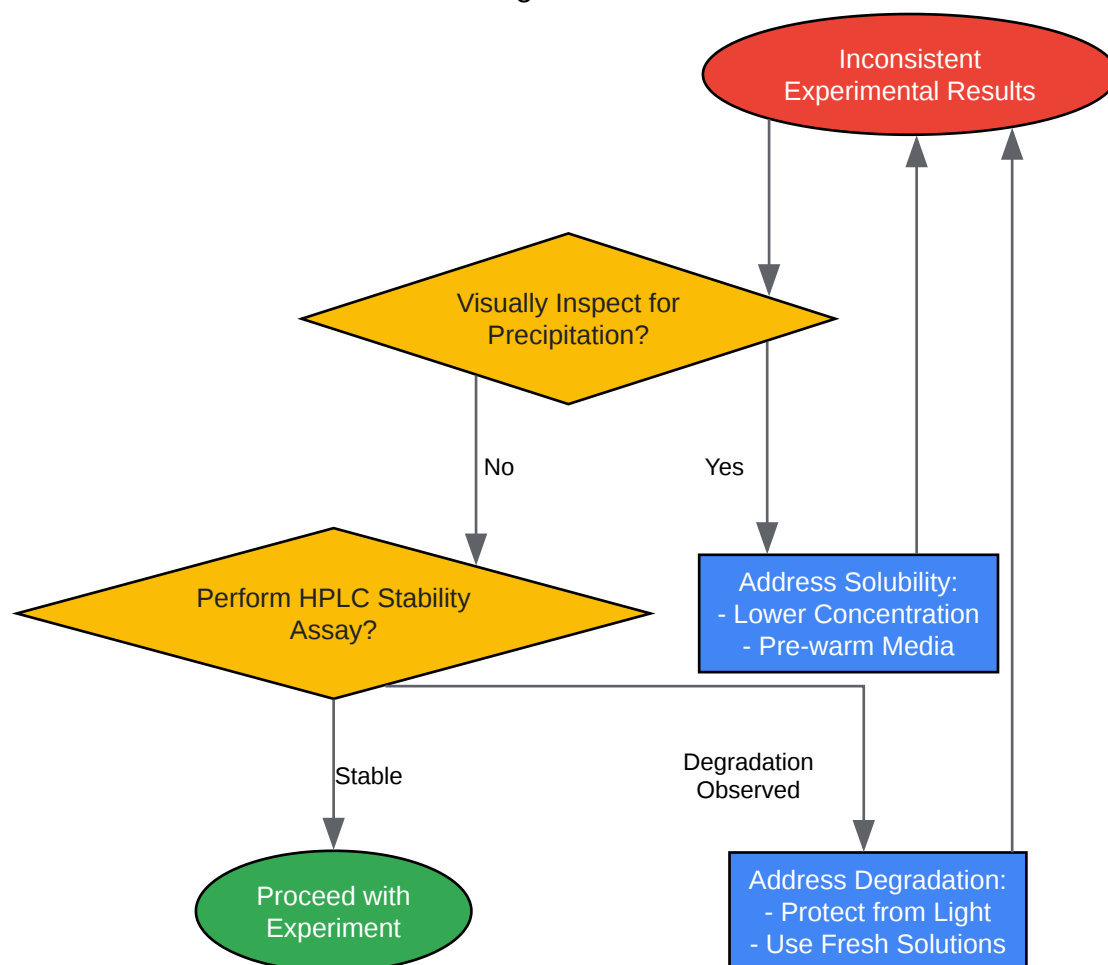 Inconsistent
Experimental Results
Visually Inspect for
Precipitation?
No
Yes
Perform HPLC Stability
Assay?
Address Solubility:
- Lower Concentration
- Pre-warm Media
Stable
Degradation
Observed
Proceed with
Experiment
Address Degradation:
- Protect from Light
- Use Fresh Solutions